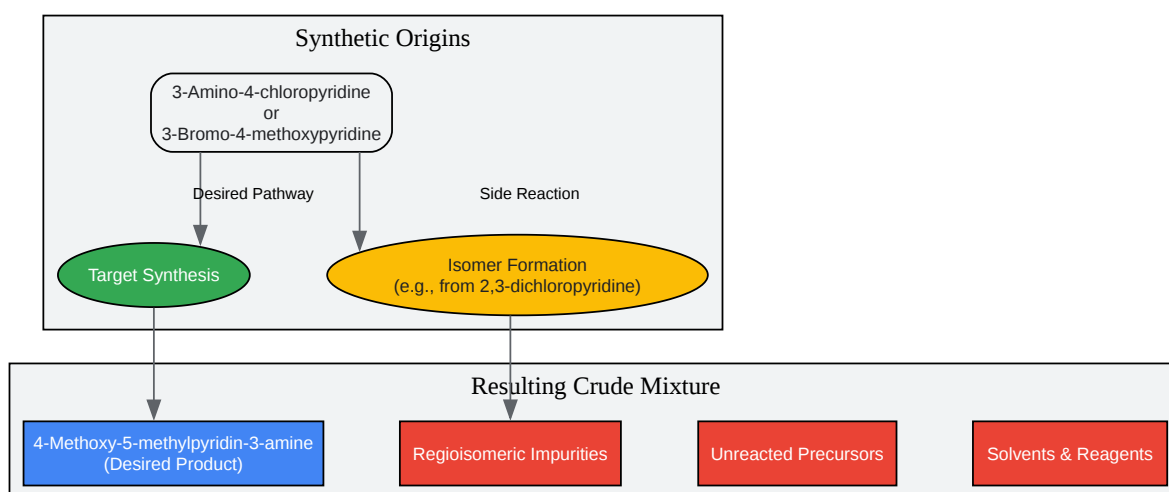 Synthetic Origins
3-Amino-4-chloropyridine
or
3-Bromo-4-methoxypyridine
Desired Pathway
Side Reaction
Target Synthesis
Isomer Formation
(e.g., from 2,3-dichloropyridine)
Resulting Crude Mixture
4-Methoxy-5-methylpyridin-3-amine
(Desired Product)
Regioisomeric Impurities
Unreacted Precursors
Solvents & Reagents